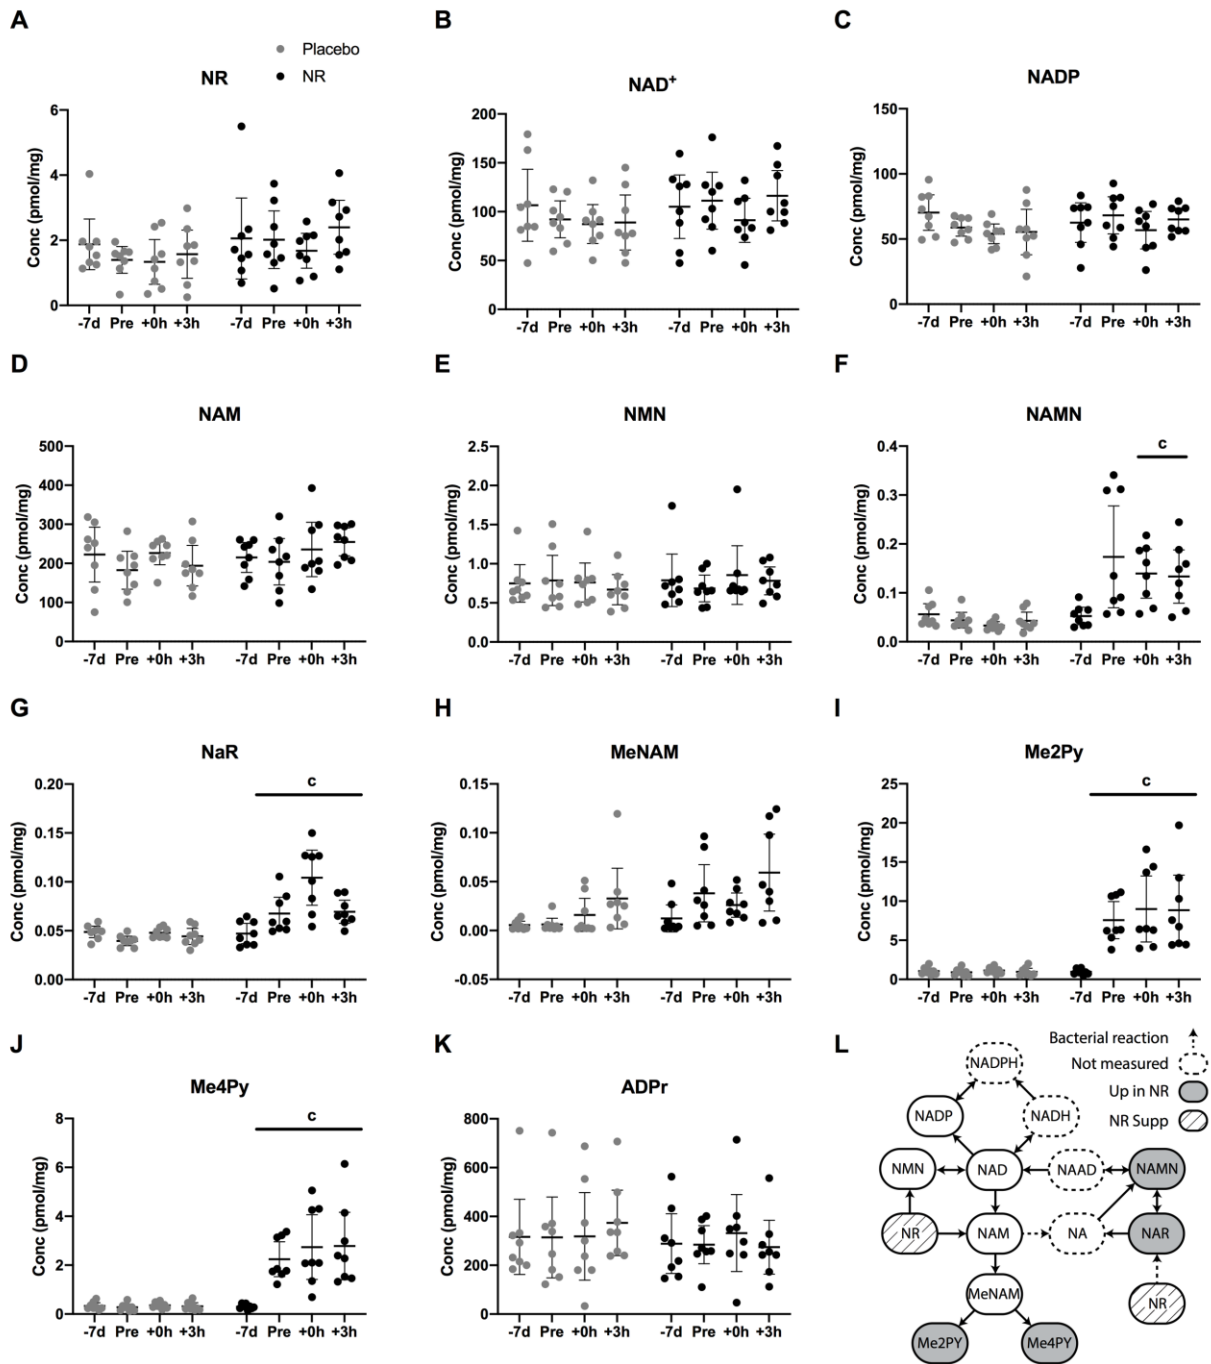 A
Placebo
NR
NR
Conc (pmol/mg)
6
4
2
0
-7d Pre +0h +3h -7d Pre +0h +3h
B
NAD+
Conc (pmol/mg)
200
150
100
50
0
-7d Pre +0h +3h -7d Pre +0h +3h
C
NADP
Conc (pmol/mg)
150
100
50
0
-7d Pre +0h +3h -7d Pre +0h +3h
D
NAM
Conc (pmol/mg)
500
400
300
200
100
0
-7d Pre +0h +3h -7d Pre +0h +3h
E
NMN
Conc (pmol/mg)
2.5
2.0
1.5
1.0
0.5
0.0
-7d Pre +0h +3h -7d Pre +0h +3h
F
NAMN
c
Conc (pmol/mg)
0.4
0.3
0.2
0.1
0.0
-7d Pre +0h +3h -7d Pre +0h +3h
G
NaR
c
Conc (pmol/mg)
0.20
0.15
0.10
0.05
0.00
-7d Pre +0h +3h -7d Pre +0h +3h
H
MeNAM
Conc (pmol/mg)
0.15
0.10
0.05
0.00
-0.05
-7d Pre +0h +3h -7d Pre +0h +3h
I
Me2Py
c
Conc (pmol/mg)
25
20
15
10
5
0
-7d Pre +0h +3h -7d Pre +0h +3h
J
Me4Py
c
Conc (pmol/mg)
8
6
4
2
0
-7d Pre +0h +3h -7d Pre +0h +3h
K
ADPr
Conc (pmol/mg)
800
600
400
200
0
-7d Pre +0h +3h -7d Pre +0h +3h
L
Bacterial reaction
Not measured
Up in NR
NR Supp
NADPH
NADP NADH
NMN NAD NAAD NAMN
NR NAM NA NAR
MeNAM NR
Me2PY Me4PY